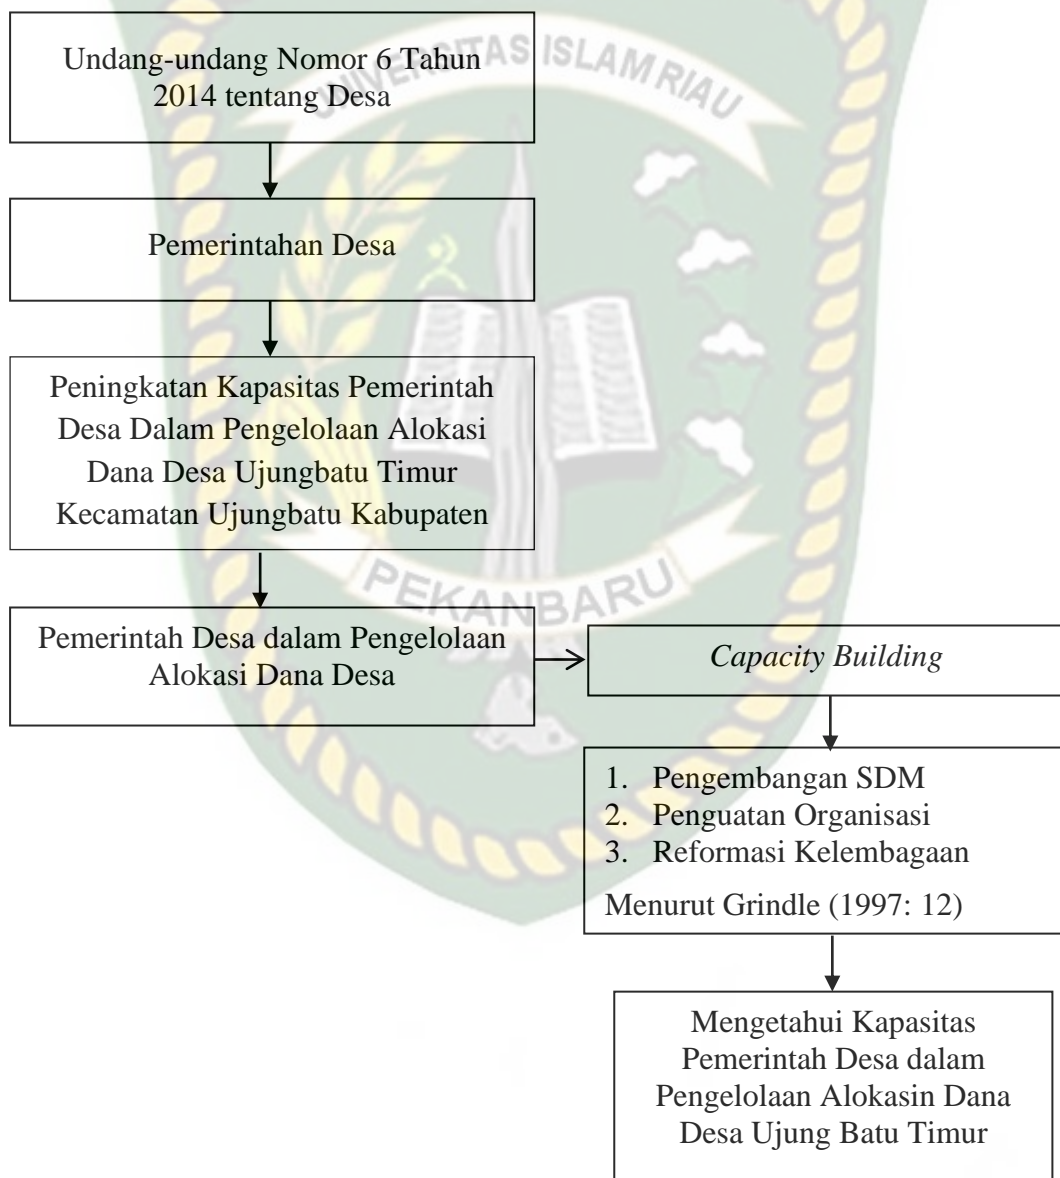 UNIVERSITAS ISLAM RIAU
Undang-undang Nomor 6 Tahun
2014 tentang Desa
Pemerintahan Desa
Peningkatan Kapasitas Pemerintah
Desa Dalam Pengelolaan Alokasi
Dana Desa Ujungbatu Timur
Kecamatan Ujungbatu Kabupaten
PEKANBARU
Pemerintah Desa dalam Pengelolaan
Alokasi Dana Desa
Capacity Building
1. Pengembangan SDM
2. Penguatan Organisasi
3. Reformasi Kelembagaan
Menurut Grindle (1997: 12)
Mengetahui Kapasitas
Pemerintah Desa dalam
Pengelolaan Alokasin Dana
Desa Ujung Batu Timur